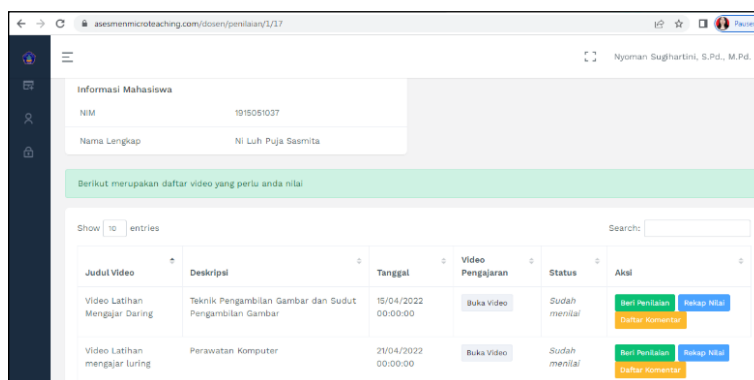 asesmenmicroteaching.com/dosen/penilaian/1/17
Paused
Nyoman Sugihartini, S.Pd., M.Pd.
Informasi Mahasiswa
NIM 1915051037
Nama Lengkap Ni Luh Puja Sasmita
Berikut merupakan daftar video yang perlu anda nilai
Show 10 entries Search:
Judul Video Deskripsi Tanggal Video Pengajaran Status Aksi
Video Latihan Mengajar Daring
Teknik Pengambilan Gambar dan Sudut Pengambilan Gambar
15/04/2022 00:00:00
Buka Video
Sudah menilai
Beri Penilaian Rekap Nilai
Daftar Komentar
Video Latihan mengajar luring
Perawatan Komputer
21/04/2022 00:00:00
Buka Video
Sudah menilai
Beri Penilaian Rekap Nilai
Daftar Komentar